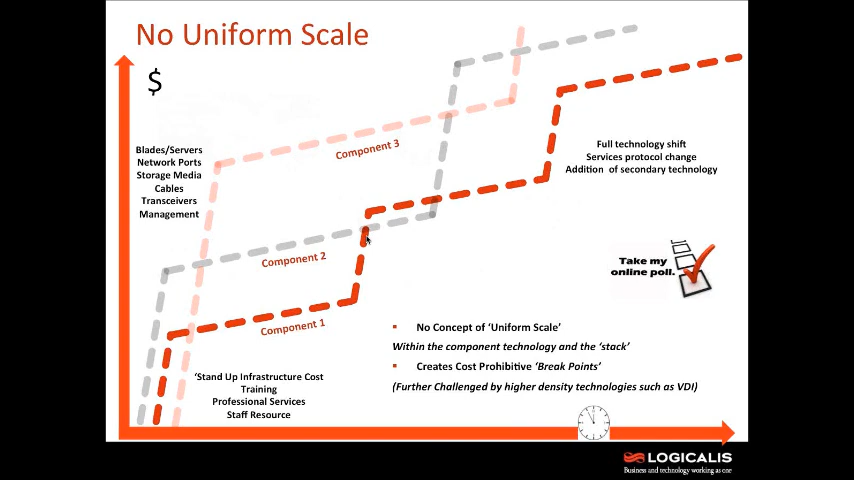 No Uniform Scale
$
Blades/Servers
Network Ports
Storage Media
Cables
Transceivers
Management
Component 3
Full technology shift
Services protocol change
Addition of secondary technology
Component 2
Take my
online poll.
Component 1
No Concept of ‘Uniform Scale’
Within the component technology and the ‘stack’
Creates Cost Prohibitive ‘Break Points’
(Further Challenged by higher density technologies such as VDI)
‘Stand Up Infrastructure Cost
Training
Professional Services
Staff Resource
LOGICALIS
Business and technology working as one